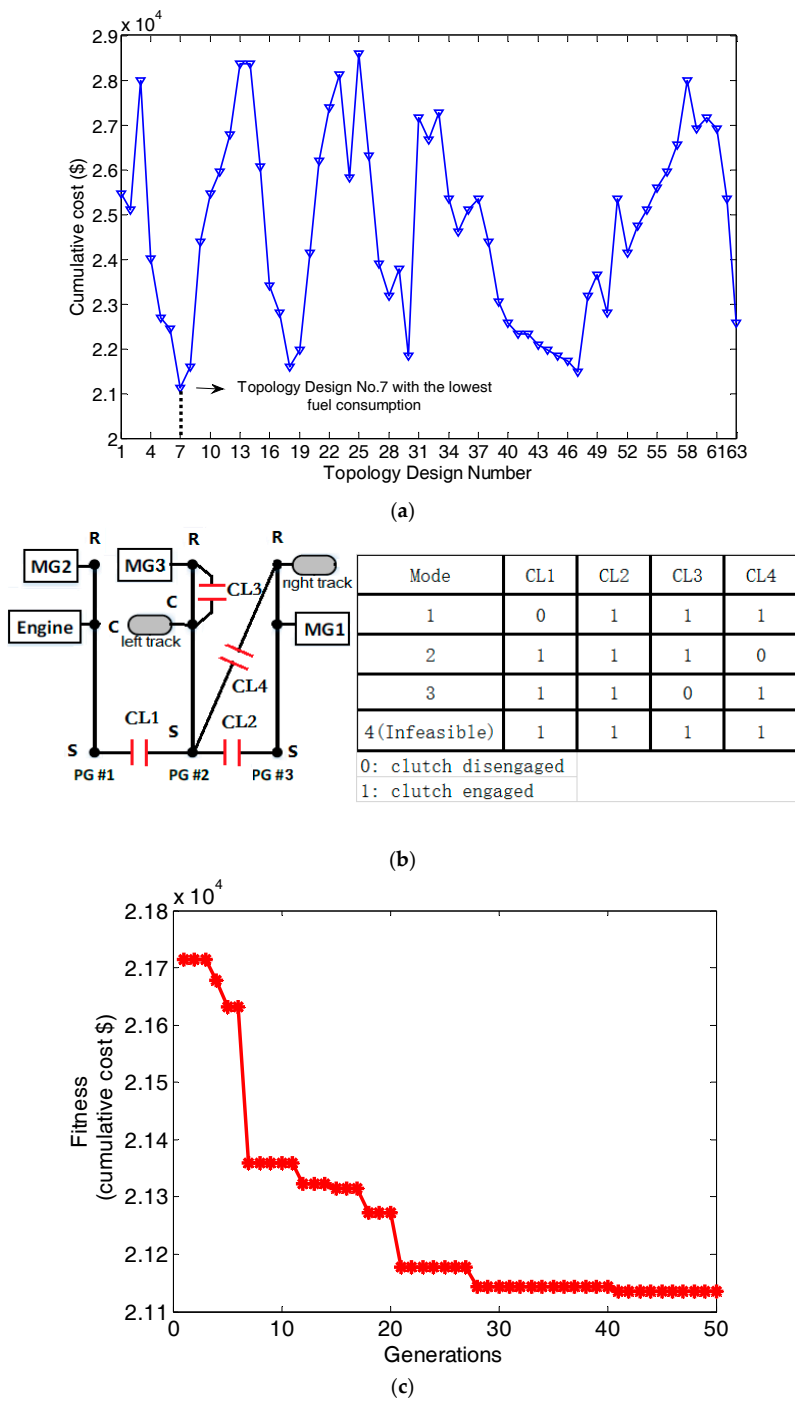 x 10⁴
2.9
2.8
2.7
2.6
2.5
2.4
2.3
2.2
2.1
2
Cumulative cost ($)
Topology Design No.7 with the lowest
fuel consumption
1 4 7 10 13 16 19 22 25 28 31 34 37 40 43 46 49 52 55 58 6163
Topology Design Number
(a)
R R R
MG2 MG3 right track
CL3
C
Engine C left track MG1
CL4
CL1 S CL2
S S
PG #1 PG #2 PG #3
Mode CL1 CL2 CL3 CL4
1 0 1 1 1
2 1 1 1 0
3 1 1 0 1
4(Infeasible) 1 1 1 1
0: clutch disengaged
1: clutch engaged
(b)
x 10⁴
2.18
2.17
2.16
2.15
2.14
2.13
2.12
2.11
Fitness
(cumulative cost $)
0 10 20 30 40 50
Generations
(c)